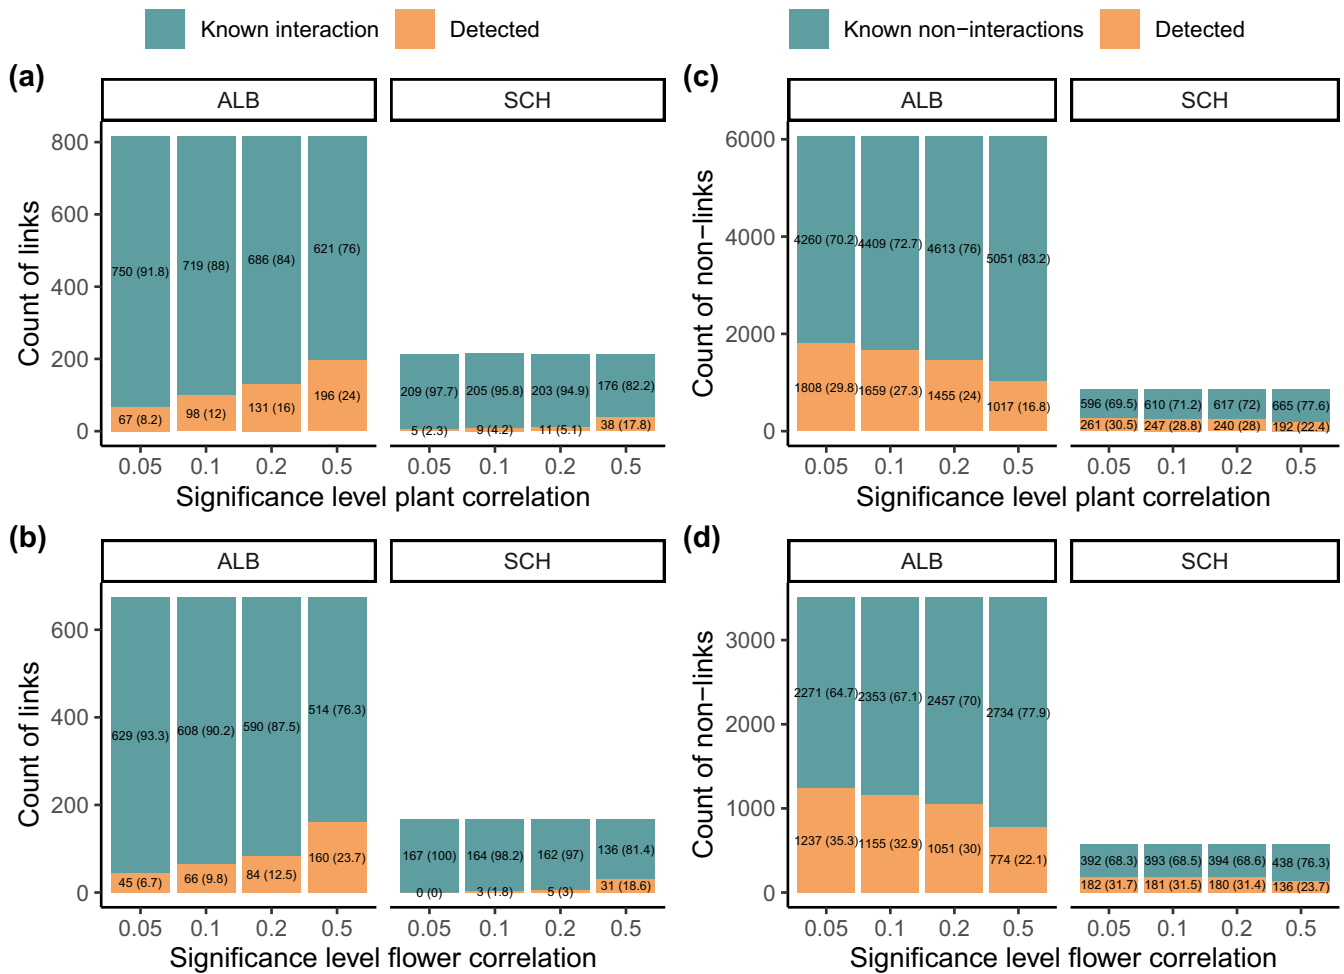 Known interaction Detected
Known non−interactions Detected
(a)
ALB SCH
Count of links
800
600
400
200
0
750 (91.8) 719 (88) 686 (84) 621 (76)
67 (8.2) 98 (12) 131 (16) 196 (24)
209 (97.7) 205 (95.8) 203 (94.9) 176 (82.2)
5 (2.3) 9 (4.2) 11 (5.1) 38 (17.8)
0.05 0.1 0.2 0.5 0.05 0.1 0.2 0.5
Significance level plant correlation
(c)
ALB SCH
Count of non−links
6000
4000
2000
0
4260 (70.2) 4409 (72.7) 4613 (76) 5051 (83.2)
1808 (29.8) 1659 (27.3) 1455 (24) 1017 (16.8)
596 (69.5) 610 (71.2) 617 (72) 665 (77.6)
261 (30.5) 247 (28.8) 240 (28) 192 (22.4)
0.05 0.1 0.2 0.5 0.05 0.1 0.2 0.5
Significance level plant correlation
(b)
ALB SCH
Count of links
600
400
200
0
629 (93.3) 608 (90.2) 590 (87.5) 514 (76.3)
45 (6.7) 66 (9.8) 84 (12.5) 160 (23.7)
167 (100) 164 (98.2) 162 (97) 136 (81.4)
0 (0) 3 (1.8) 5 (3) 31 (18.6)
0.05 0.1 0.2 0.5 0.05 0.1 0.2 0.5
Significance level flower correlation
(d)
ALB SCH
Count of non−links
3000
2000
1000
0
2271 (64.7) 2353 (67.1) 2457 (70) 2734 (77.9)
1237 (35.3) 1155 (32.9) 1051 (30) 774 (22.1)
392 (68.3) 393 (68.5) 394 (68.6) 438 (76.3)
182 (31.7) 181 (31.5) 180 (31.4) 136 (23.7)
0.05 0.1 0.2 0.5 0.05 0.1 0.2 0.5
Significance level flower correlation